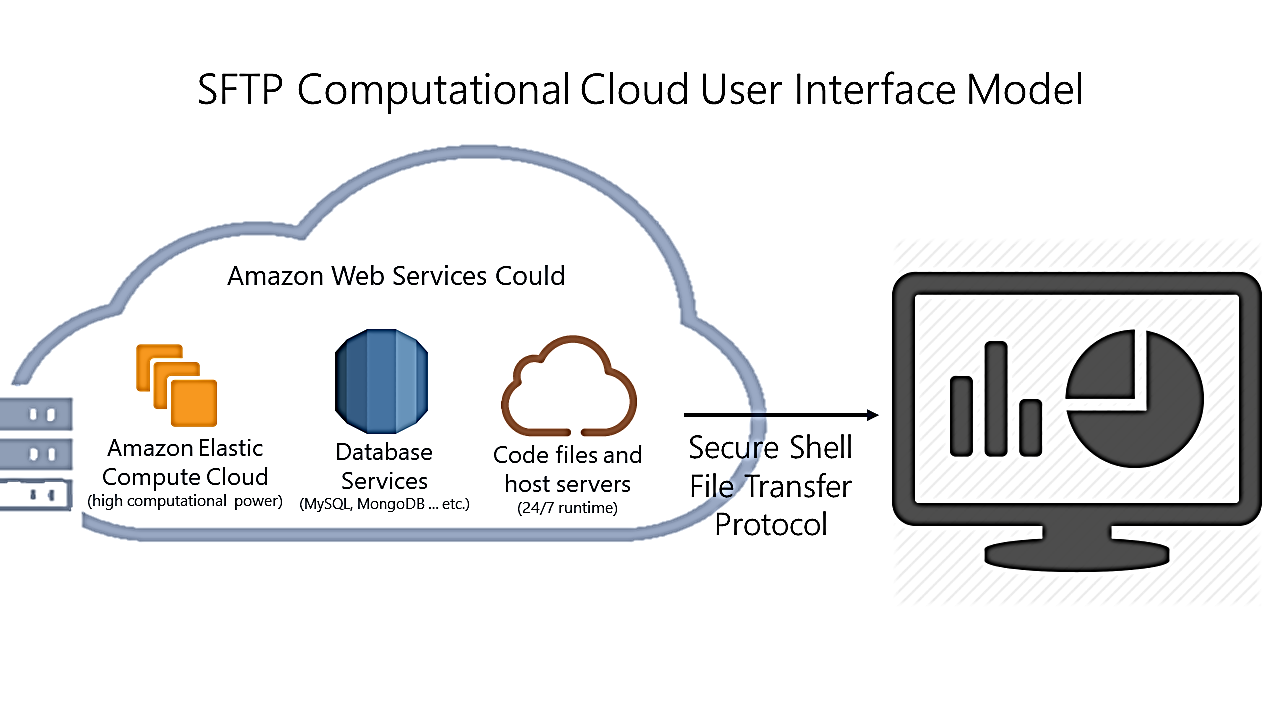 SFTP Computational Cloud User Interface Model
Amazon Web Services Could
Amazon Elastic
Compute Cloud
(high computational power)
Database
Services
(MySQL, MongoDB ... etc.)
Code files and
host servers
(24/7 runtime)
Secure Shell
File Transfer
Protocol